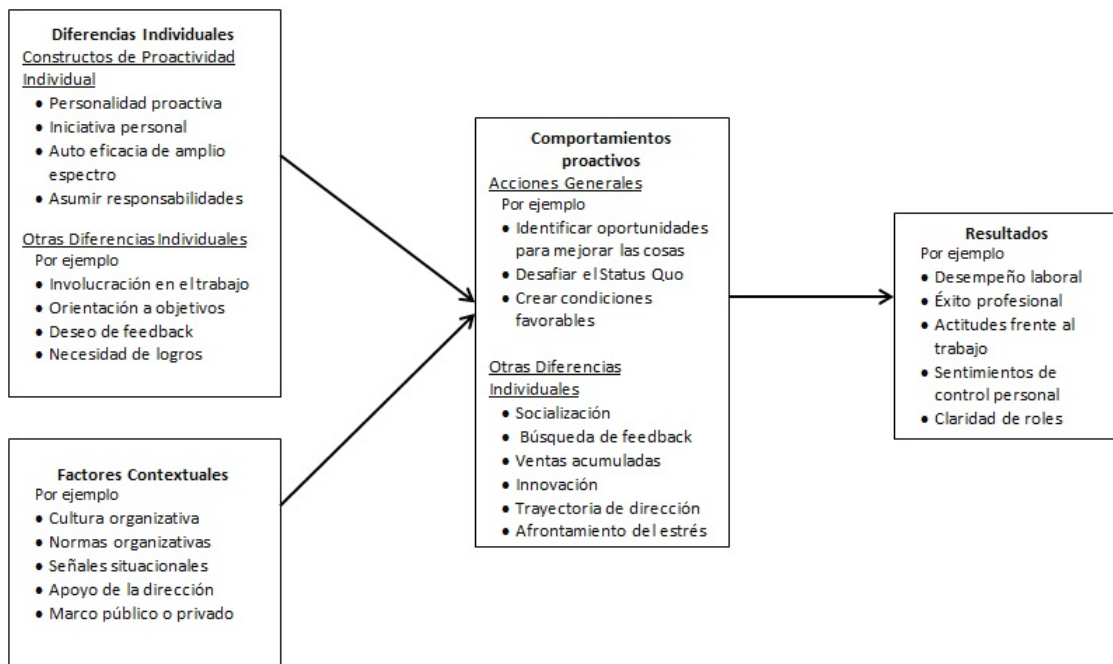 Diferencias Individuales
Constructos de Proactividad
Individual
• Personalidad proactiva
• Iniciativa personal
• Auto eficacia de amplio
espectro
• Asumir responsabilidades
Otras Diferencias Individuales
Por ejemplo
• Involucración en el trabajo
• Orientación a objetivos
• Deseo de feedback
• Necesidad de logros
Factores Contextuales
Por ejemplo
• Cultura organizativa
• Normas organizativas
• Señales situacionales
• Apoyo de la dirección
• Marco público o privado
Comportamientos
proactivos
Acciones Generales
Por ejemplo
• Identificar oportunidades
para mejorar las cosas
• Desafiar el Status Quo
• Crear condiciones
favorables
Otras Diferencias
Individuales
• Socialización
• Búsqueda de feedback
• Ventas acumuladas
• Innovación
• Trayectoria de dirección
• Afrontamiento del estrés
Resultados
Por ejemplo
• Desempeño laboral
• Éxito profesional
• Actitudes frente al
trabajo
• Sentimientos de
control personal
• Claridad de roles